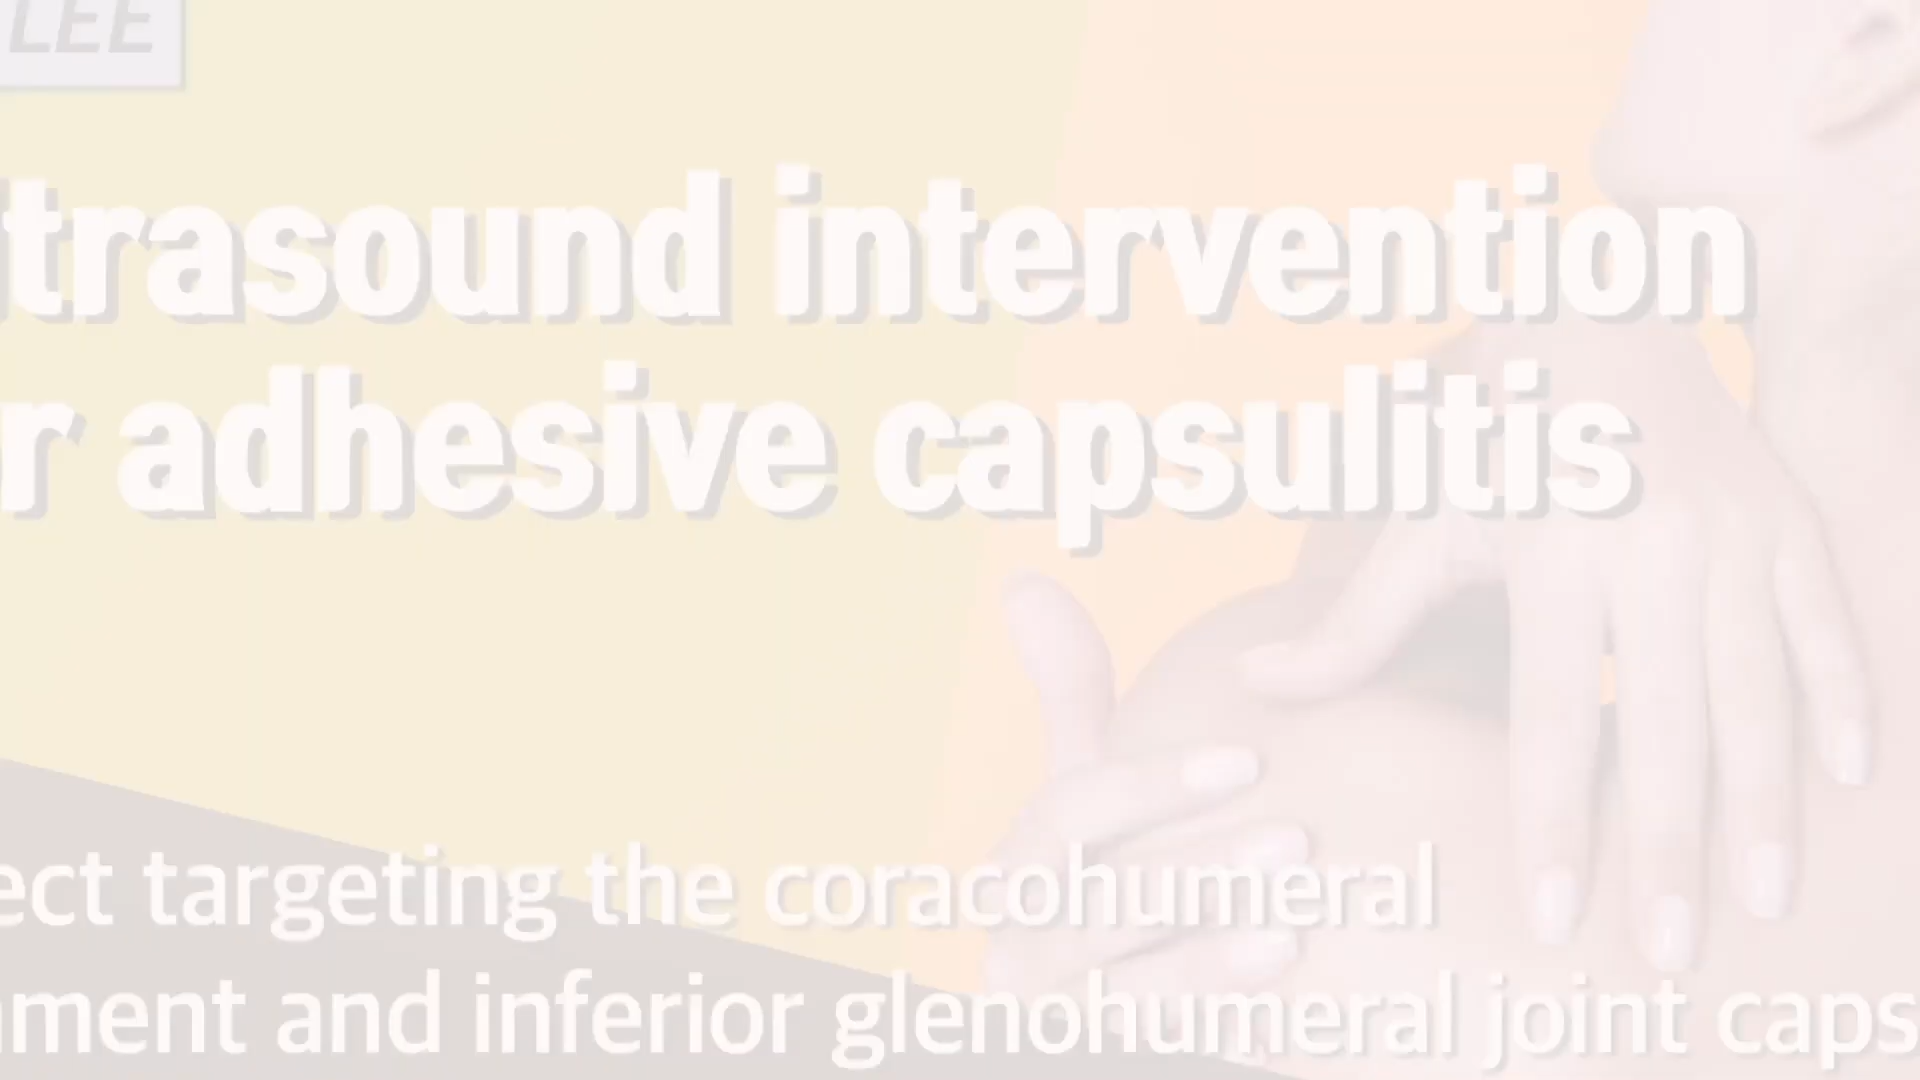 LEE
trasound intervention
r adhesive capsulitis
ect targeting the coracohumeral
ment and inferior glenohumeral joint caps